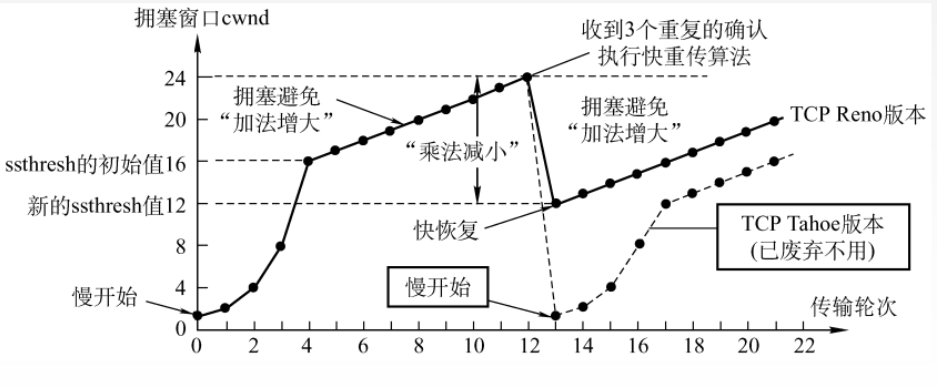 拥塞窗口cwnd
收到3个重复的确认
执行快重传算法
24
拥塞避免
“加法增大”
拥塞避免
“加法增大”
20
TCP Reno版本
“乘法减小”
ssthresh的初始值16
新的ssthresh值12
快恢复
TCP Tahoe版本
(已废弃不用)
8
4
慢开始
慢开始
传输轮次
0
0 2 4 6 8 10 12 14 16 18 20 22